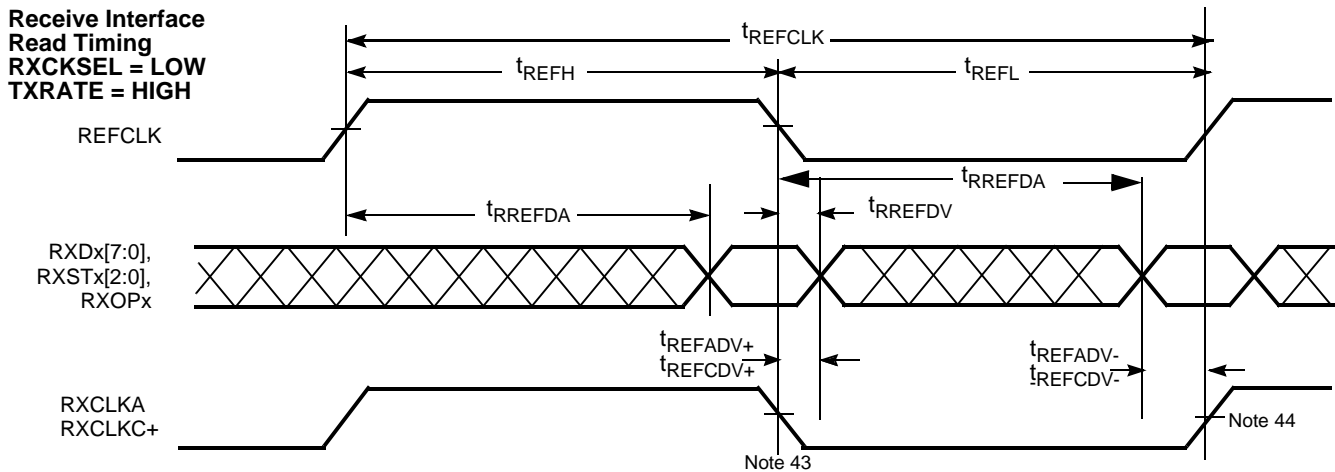 Receive Interface
Read Timing
RXCKSEL = LOW
TXRATE = HIGH
tREFCLK
tREFH
tREFL
REFCLK
tRREFDA
tRREFDA
tRREFDV
RXDx[7:0],
RXSTx[2:0],
RXOPx
tREFADV+
tREFCDV+
tREFADV-
tREFCDV-
RXCLKA
RXCLKC+
Note 43
Note 44